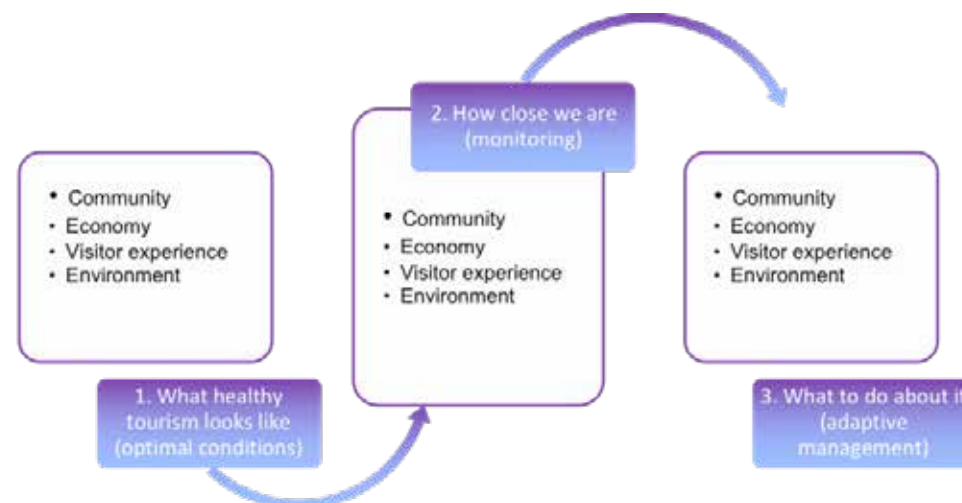 • Community
• Economy
• Visitor experience
• Environment
1. What healthy
tourism looks like
(optimal conditions)
2. How close we are
(monitoring)
• Community
• Economy
• Visitor experience
• Environment
• Community
• Economy
• Visitor experience
• Environment
3. What to do about it
(adaptive
management)